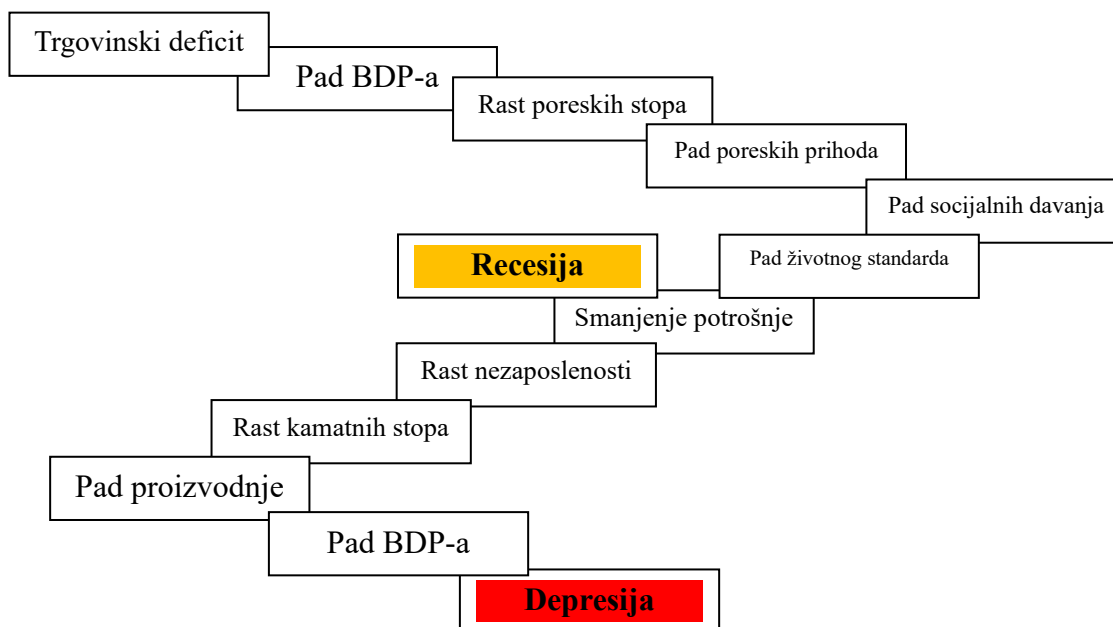 Trgovinski deficit
Pad BDP-a
Rast poreskih stopa
Pad poreskih prihoda
Pad socijalnih davanja
Pad životnog standarda
Recesija
Smanjenje potrošnje
Rast nezaposlenosti
Rast kamatnih stopa
Pad proizvodnje
Pad BDP-a
Depresija